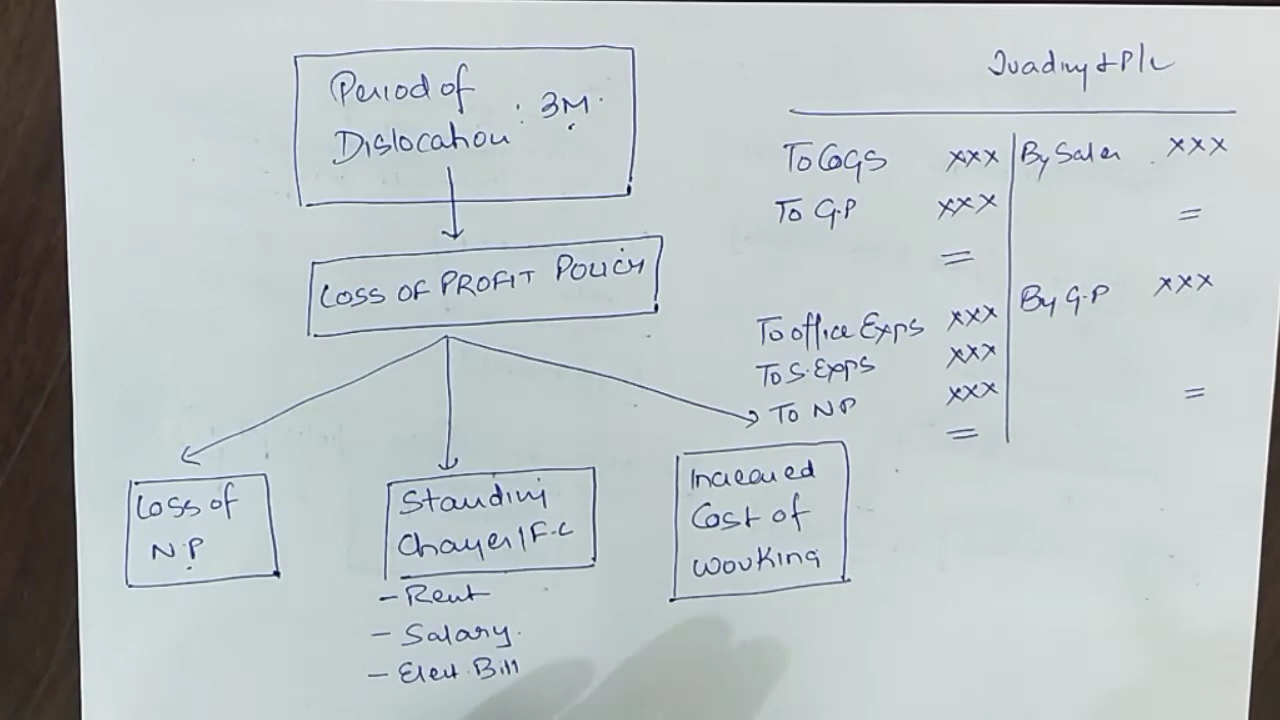 Period of
Dislocation : 3M.
LOSS OF PROFIT POLICY
Loss of
N.P
Standing
Charges/F.C
- Rent
- Salary.
- Elect. Bill
Increased
Cost of
Working
Trading & P/L
To COGS xxx By Sales xxx
To G.P xxx =
=
By G.P xxx
To office Exps xxx
To S. Exps xxx
To NP xxx =
=